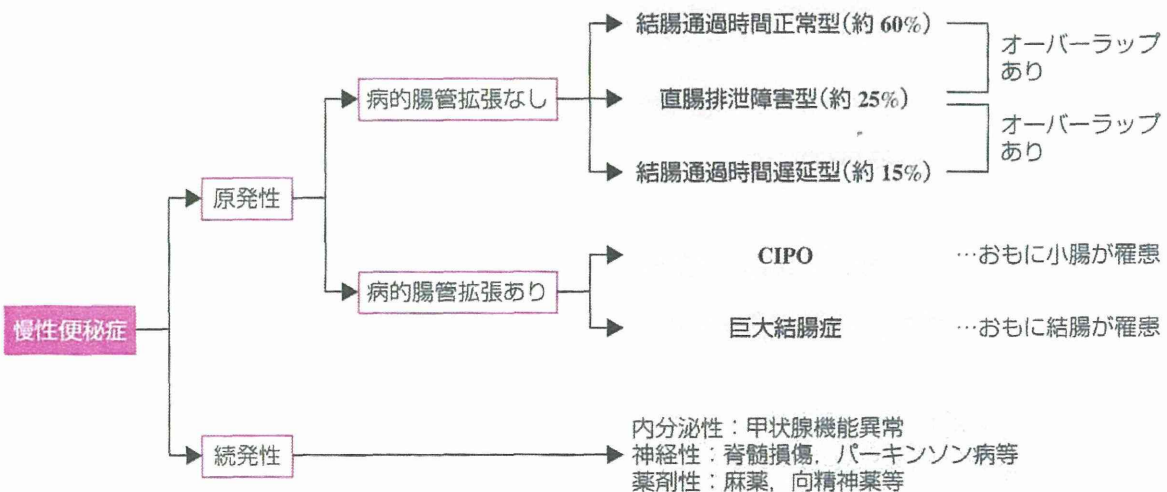 結腸通過時間正常型(約 60%)
オーバーラップ
あり
病的腸管拡張なし
直腸排泄障害型(約 25%)
オーバーラップ
あり
結腸通過時間遅延型(約 15%)
原発性
CIPO
…おもに小腸が罹患
病的腸管拡張あり
慢性便秘症
巨大結腸症
…おもに結腸が罹患
続発性
内分泌性：甲状腺機能異常
神経性：脊髄損傷，パーキンソン病等
薬剤性：麻薬，向精神薬等